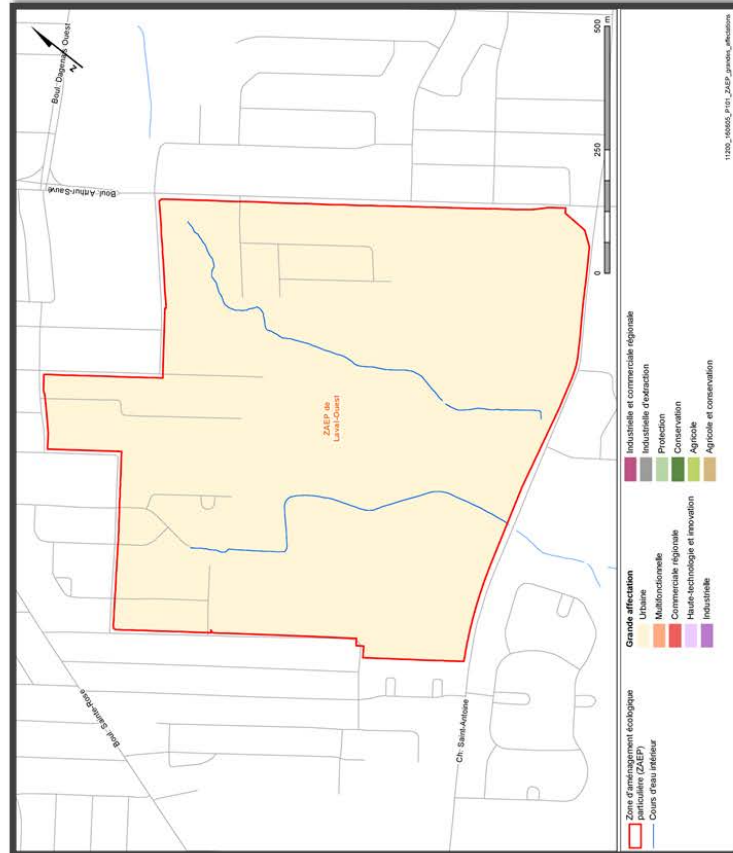 Boul. Dagenais Ouest
N
Boul. Arthur-Sauvé
Boul. Sainte-Rose
ZAEP de
Laval-Ouest
Ch. Saint-Antoine
0 250 500
m
Zone d'aménagement écologique
particulière (ZAEP)
Cours d'eau intérieur
Grande affectation
Urbaine
Multifonctionnelle
Commerciale régionale
Haute-technologie et innovation
Industrielle
Industrielle et commerciale régionale
Industrielle d'extraction
Protection
Conservation
Agricole
Agricole et conservation
11200_160605_P101_ZAEP_grandes_affectations